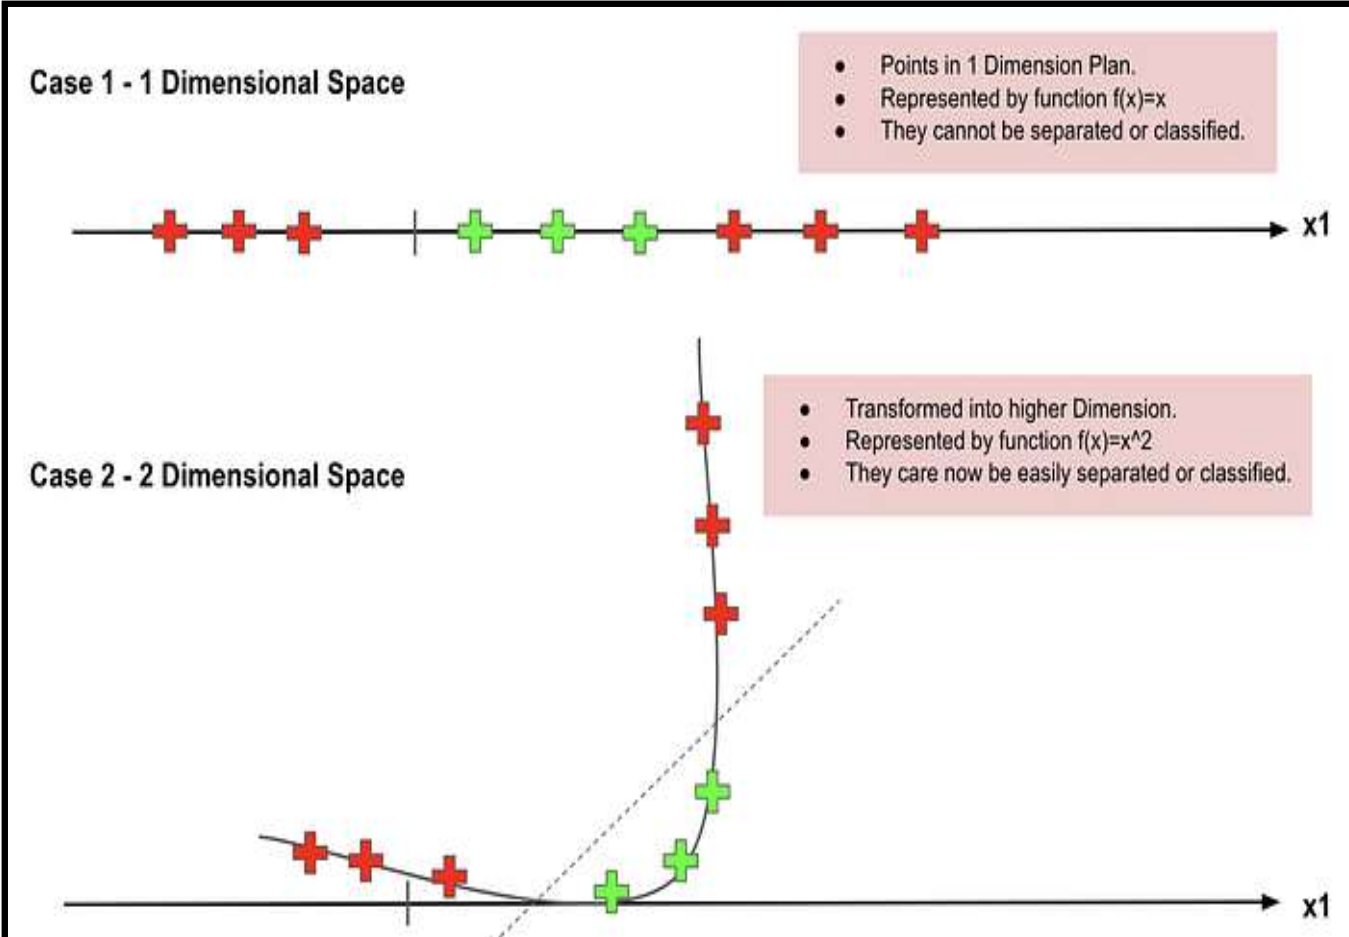 Case 1 - 1 Dimensional Space
● Points in 1 Dimension Plan.
● Represented by function f(x)=x
● They cannot be separated or classified.
x1
Case 2 - 2 Dimensional Space
● Transformed into higher Dimension.
● Represented by function f(x)=x^2
● They care now be easily separated or classified.
x1